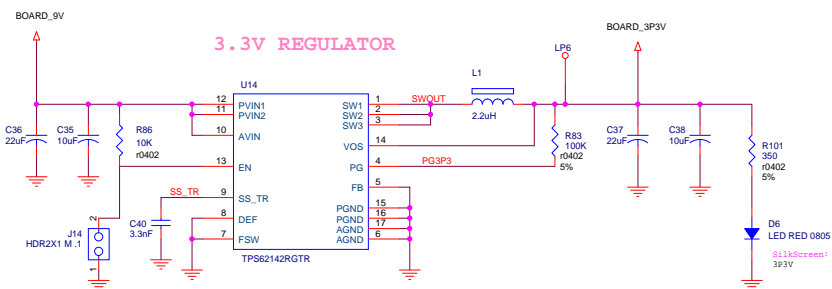 BOARD_9V
3.3V REGULATOR
BOARD_3P3V
LP6
L1
2.2uH
U14
12 PVIN1
11 PVIN2
10 AVIN
13 EN
9 SS_TR
8 DEF
7 FSW
SW1 1
SW2 2
SW3 3
VOS 14
PG 4
FB 5
PGND 15
PGND 16
AGND 17
AGND 6
TPS62142RGTR
SWOUT
PG3P3
SS_TR
C36
22uF
C35
10uF
R86
10K
r0402
J14
HDR2X1 M .1
2
1
C40
3.3nF
R83
100K
r0402
5%
C37
22uF
C38
10uF
R101
350
r0402
5%
D6
LED RED 0805
SilkScreen:
3P3V